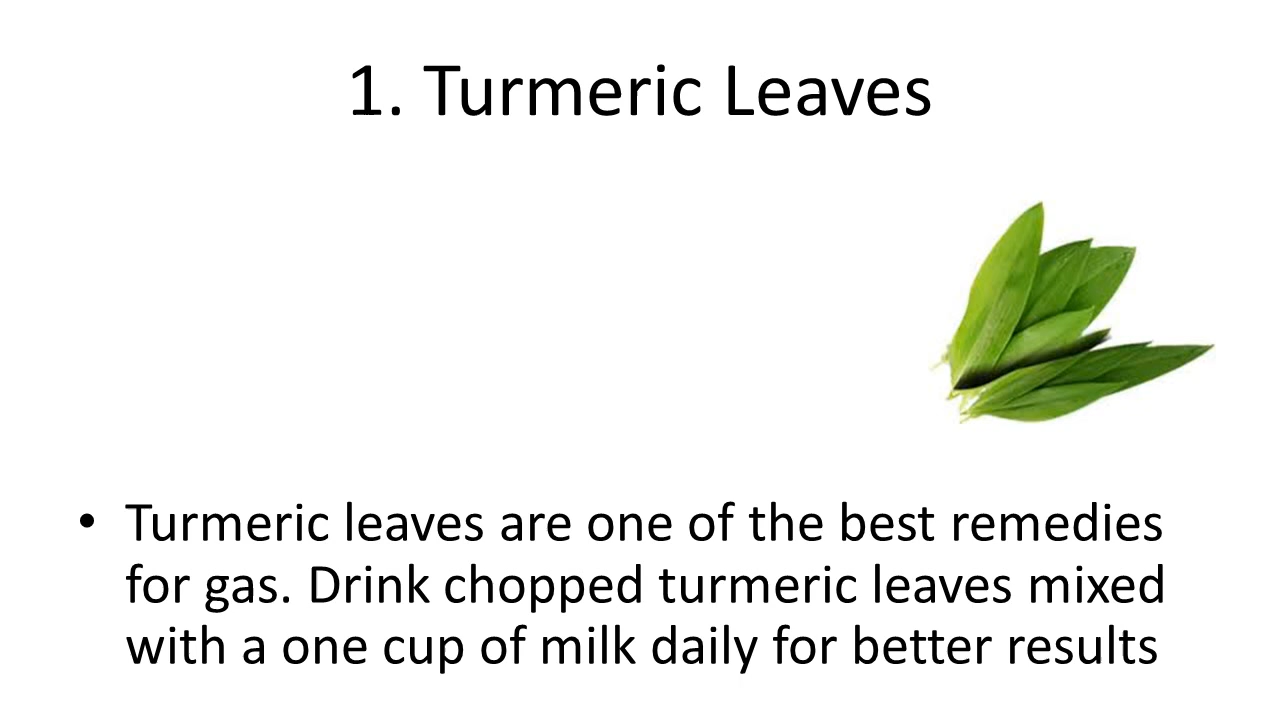 1. Turmeric Leaves
• Turmeric leaves are one of the best remedies
for gas. Drink chopped turmeric leaves mixed
with a one cup of milk daily for better results